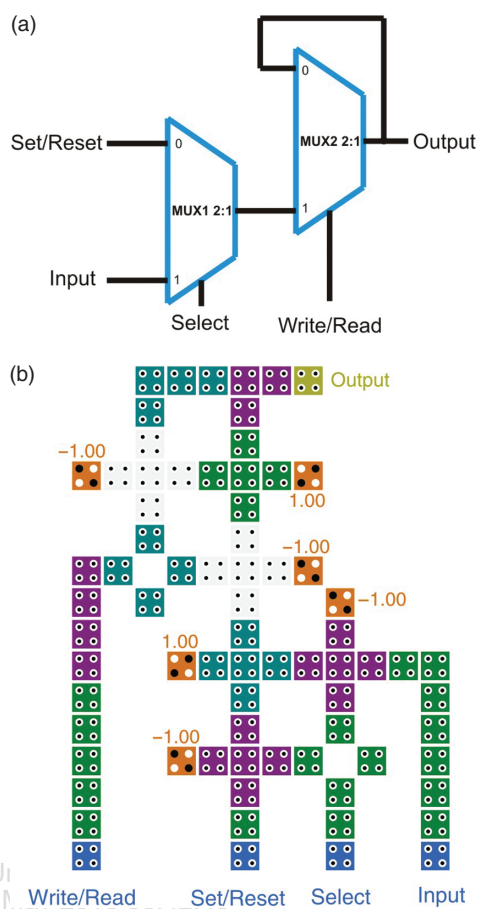 (a)
0
Set/Reset
0
MUX2 2:1
Output
MUX1 2:1
1
Input
1
Select
Write/Read
(b)
Output
−1.00
1.00
−1.00
−1.00
1.00
−1.00
Write/Read
Set/Reset
Select
Input